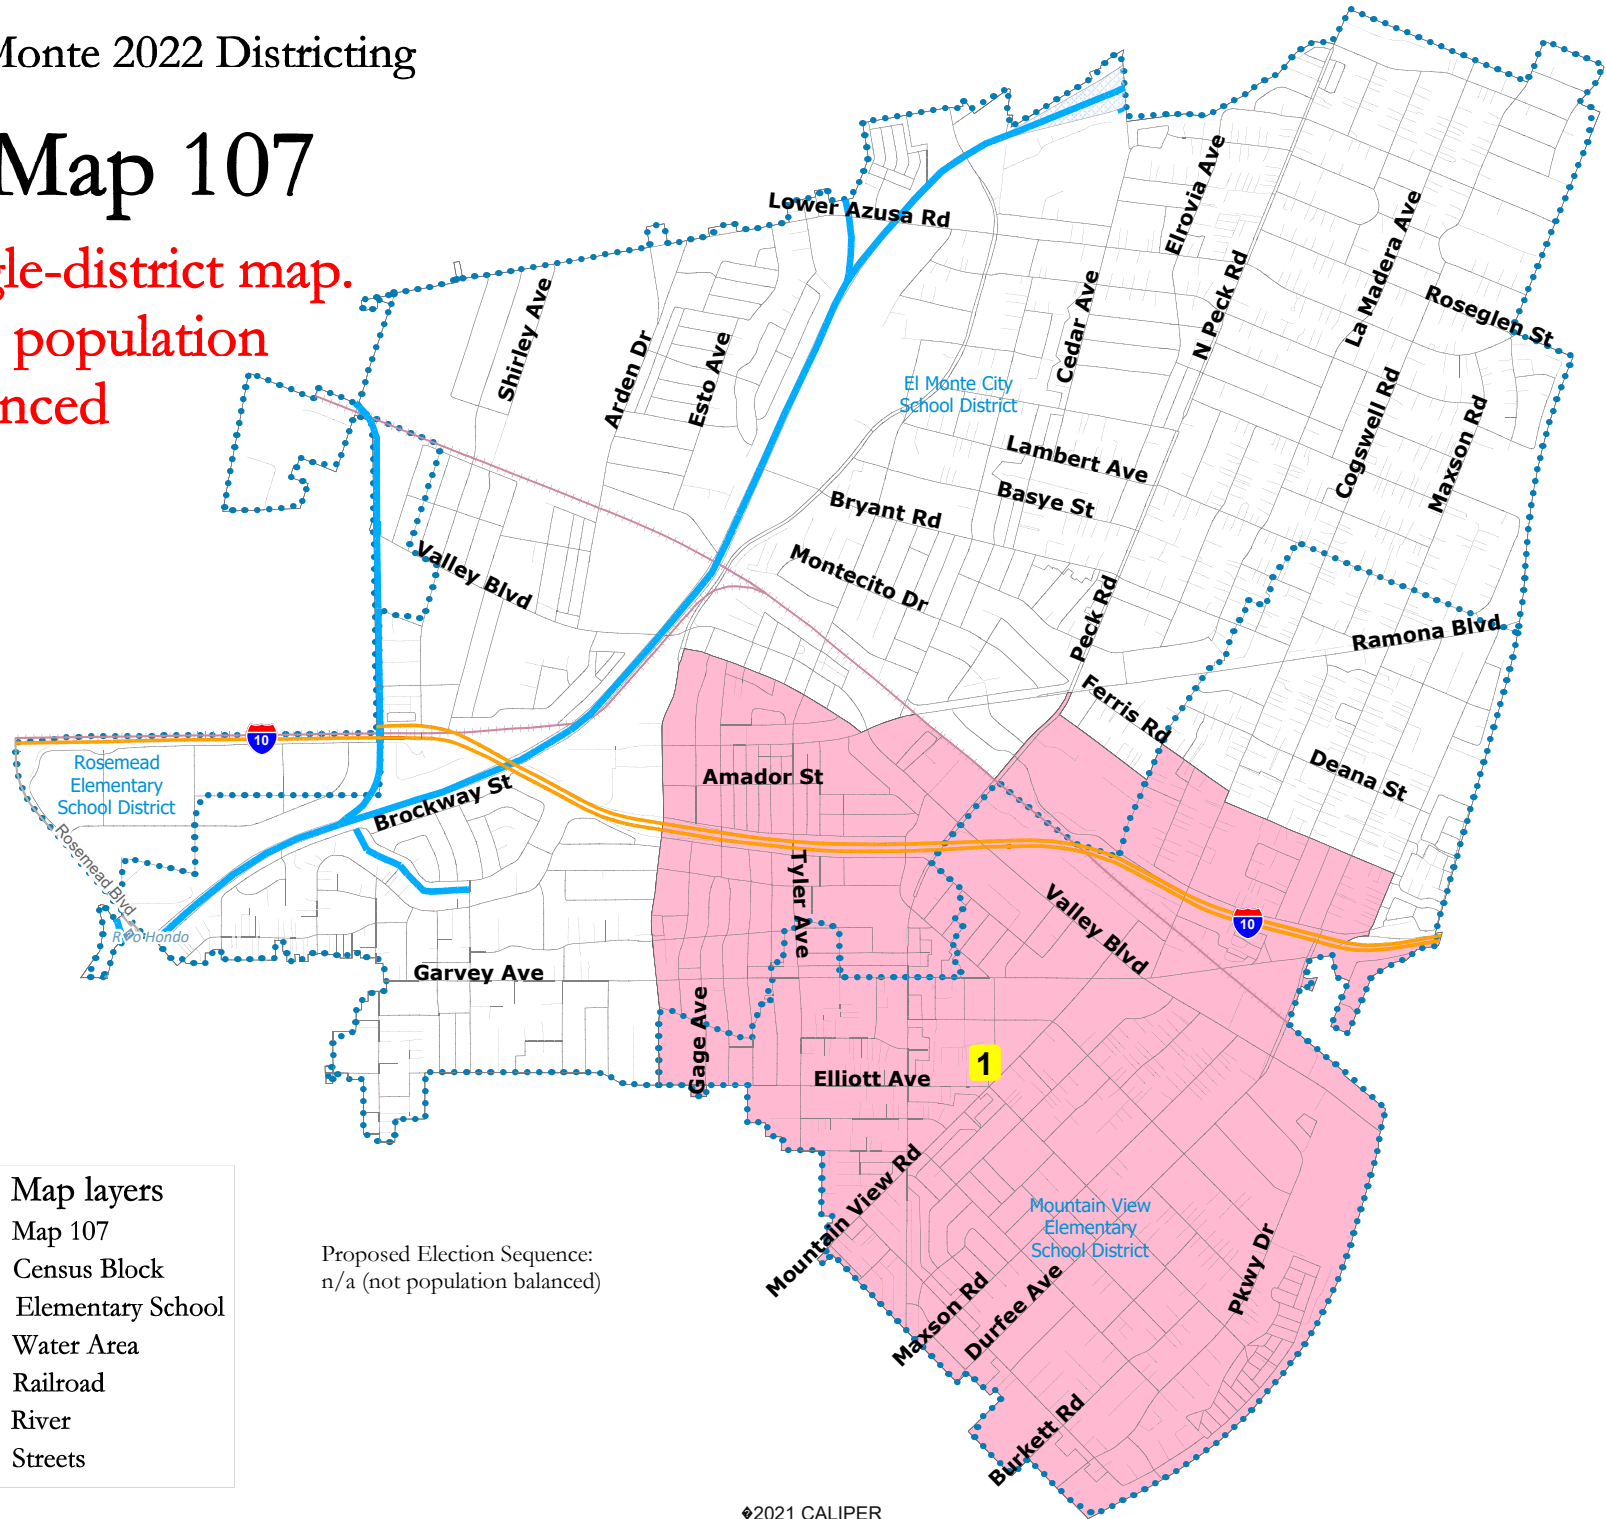 Monte 2022 Districting
Map 107
gle-district map.
population
nced
Lower Azusa Rd
Elrovia Ave
N Peck Rd
La Madera Ave
Roseglen St
Shirley Ave
Arden Dr
Esto Ave
Cedar Ave
El Monte City
School District
Cogswell Rd
Maxson Rd
Lambert Ave
Basye St
Bryant Rd
Montecito Dr
Valley Blvd
Peck Rd
Ramona Blvd
Ferris Rd
10
Rosemead
Elementary
School District
Amador St
Deana St
Brockway St
Rosemead Blvd
Tyler Ave
Valley Blvd
10
R�o Hondo
Garvey Ave
Gage Ave
1
Elliott Ave
Mountain View Rd
Mountain View
Elementary
School District
Maxson Rd
Durfee Ave
Pkwy Dr
Burkett Rd
Map layers
Map 107
Census Block
Elementary School
Water Area
Railroad
River
Streets
Proposed Election Sequence:
n/a (not population balanced)
�2021 CALIPER